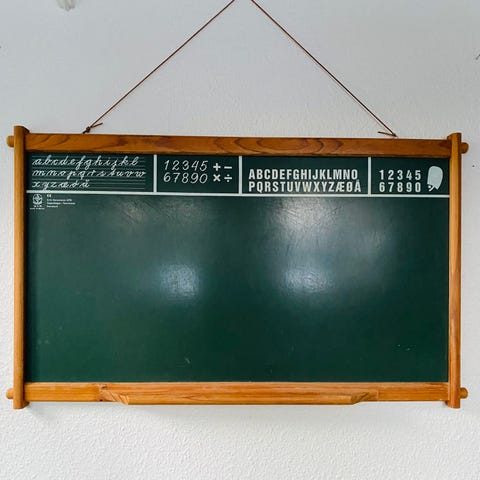 abcdefghijkl
mnopqrstuvw
xyzæøå
12345 + −
67890 × ÷
ABCDEFGHIJKLMNO
PQRSTUVWXYZÆØÅ
12345
67890